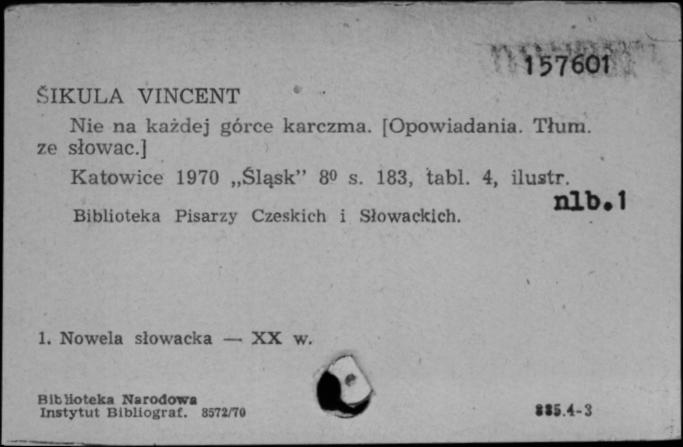 157601
ŠIKULA VINCENT
Nie na każdej górce karczma. [Opowiadania. Tłum.
ze słowac.]
Katowice 1970 „Śląsk” 8⁰ s. 183, tabl. 4, ilustr.
nlb.1
Biblioteka Pisarzy Czeskich i Słowackich.
1. Nowela słowacka — XX w.
Biblioteka Narodowa
Instytut Bibliograf. 8572/70
885.4-3